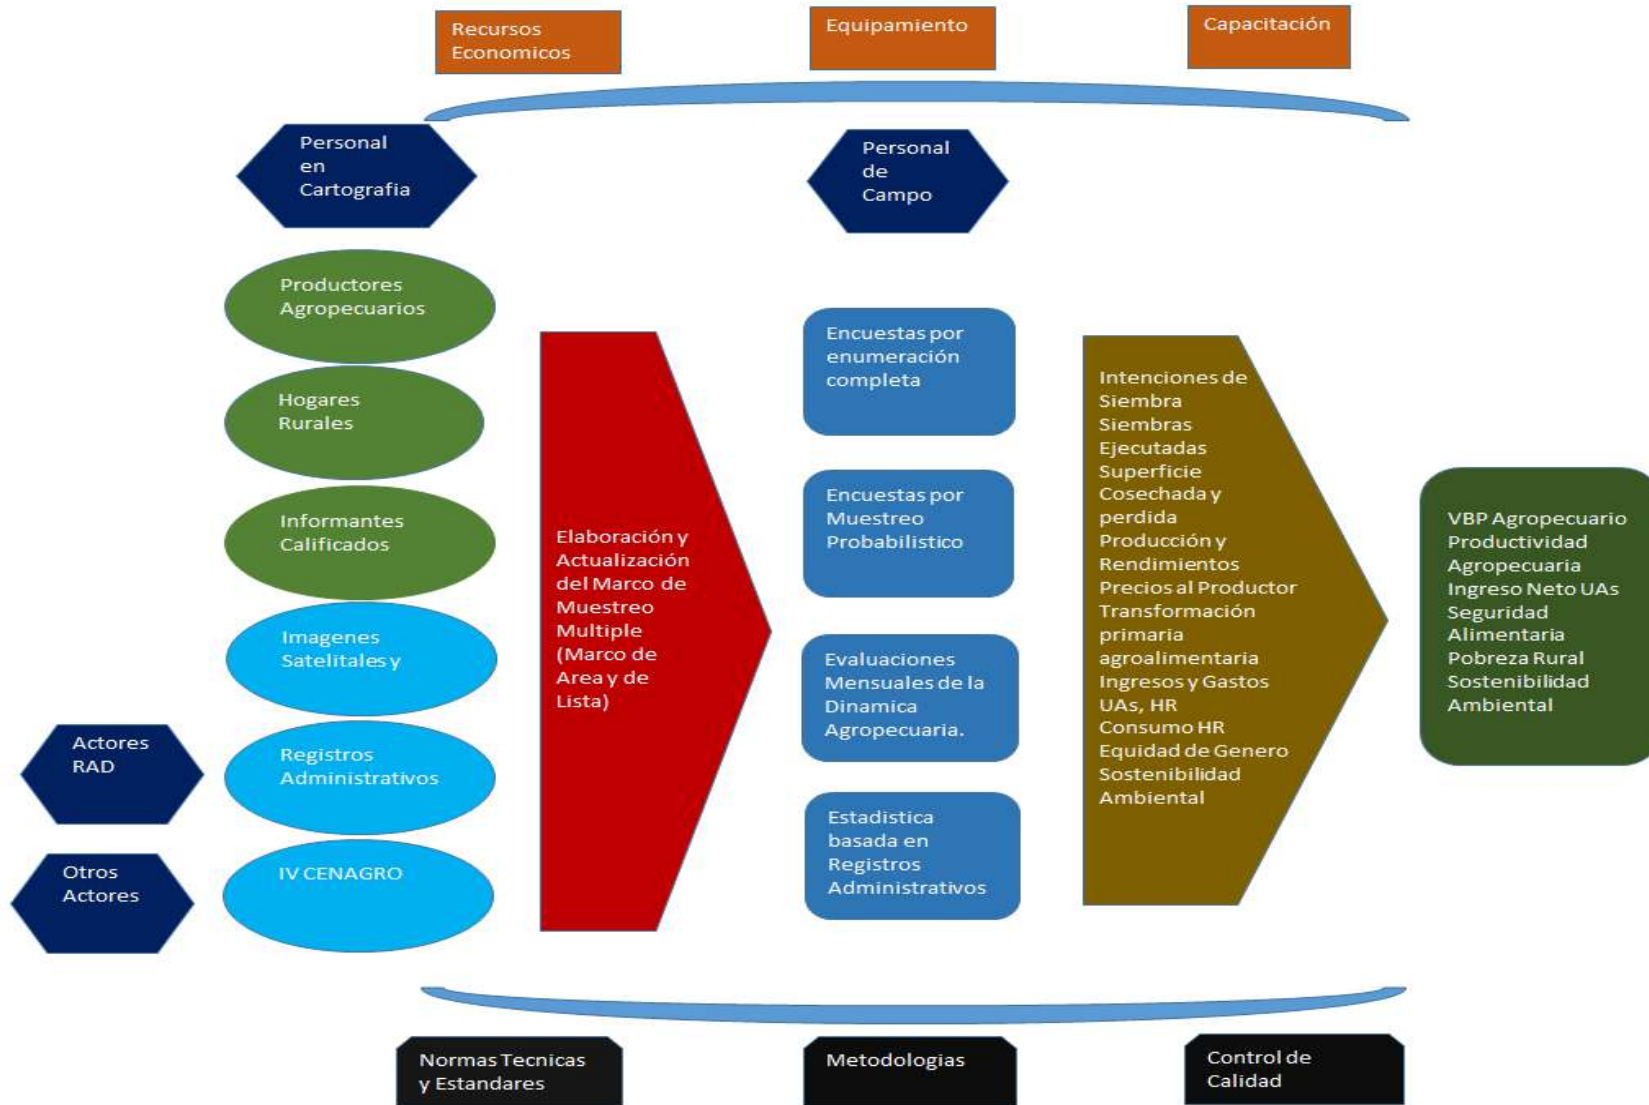 Recursos
Economicos
Equipamiento
Capacitación
Personal
en
Cartografia
Personal
de
Campo
Productores
Agropecuarios
Hogares
Rurales
Informantes
Calificados
Imagenes
Satelitales y
Registros
Administrativos
IV CENAGRO
Actores
RAD
Otros
Actores
Elaboración y
Actualización
del Marco de
Muestreo
Multiple
(Marco de
Area y de
Lista)
Encuestas por
enumeración
completa
Encuestas por
Muestreo
Probabilistico
Evaluaciones
Mensuales de la
Dinamica
Agropecuaria.
Estadistica
basada en
Registros
Administrativos
Intenciones de
Siembra
Siembras
Ejecutadas
Superficie
Cosechada y
perdida
Producción y
Rendimientos
Precios al Productor
Transformación
primaria
agroalimentaria
Ingresos y Gastos
UAs, HR
Consumo HR
Equidad de Genero
Sostenibilidad
Ambiental
VBP Agropecuario
Productividad
Agropecuaria
Ingreso Neto UAs
Seguridad
Alimentaria
Pobreza Rural
Sostenibilidad
Ambiental
Normas Tecnicas
y Estandares
Metodologias
Control de
Calidad